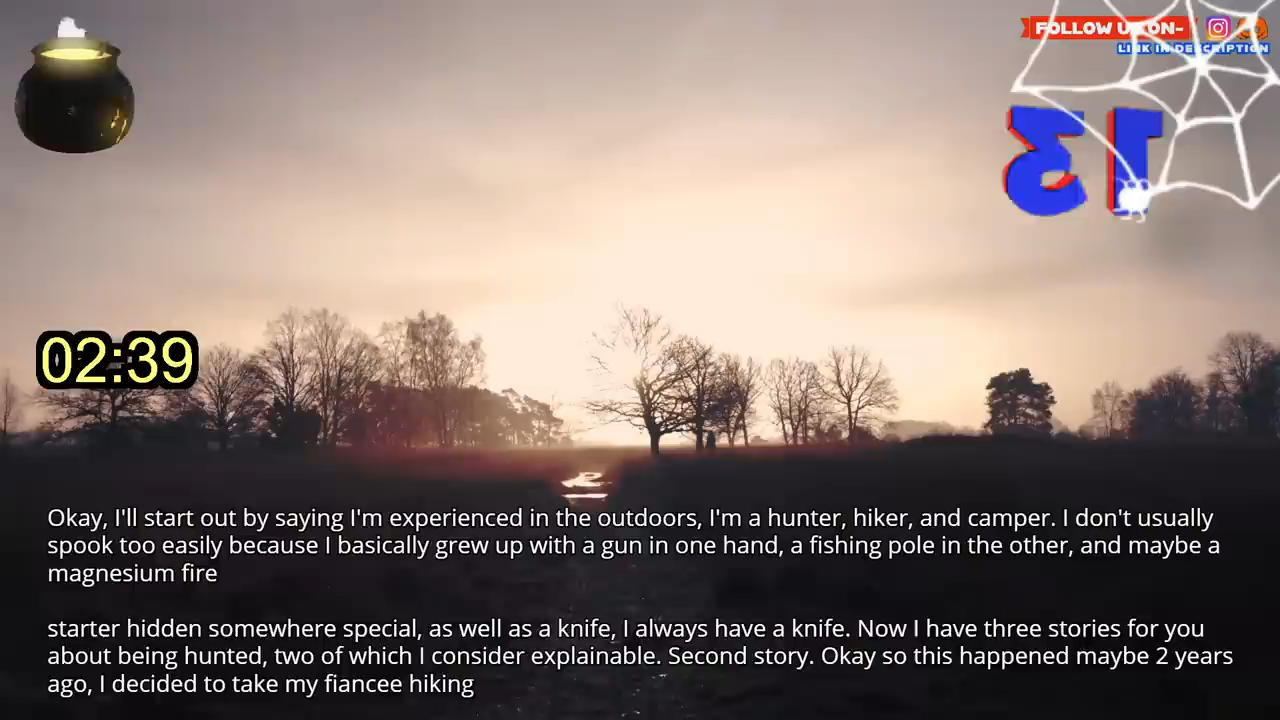 FOLLOW US ON-
LINK IN DESCRIPTION
13
02:39
Okay, I'll start out by saying I'm experienced in the outdoors, I'm a hunter, hiker, and camper. I don't usually
spook too easily because I basically grew up with a gun in one hand, a fishing pole in the other, and maybe a
magnesium fire
starter hidden somewhere special, as well as a knife, I always have a knife. Now I have three stories for you
about being hunted, two of which I consider explainable. Second story. Okay so this happened maybe 2 years
ago, I decided to take my fiancee hiking